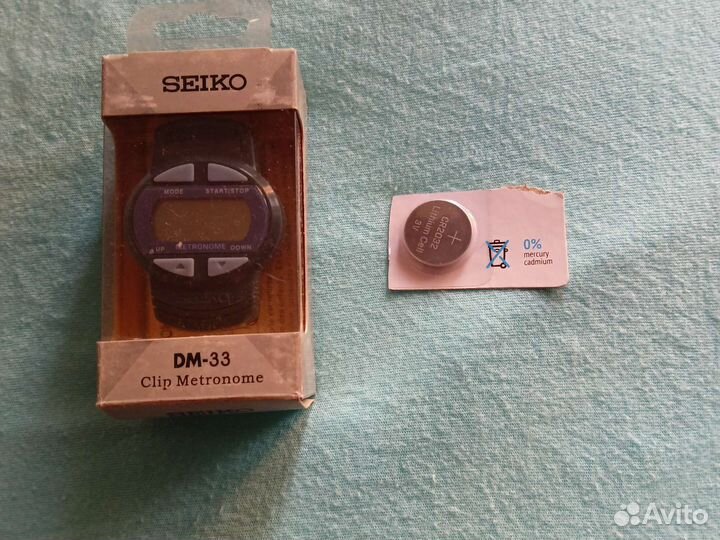 SEIKO
MODE START/STOP
UP METRONOME DOWN
DM-33
Clip Metronome
CR2032
Lithium Cell
3V
+
0%
mercury
cadmium
Avito